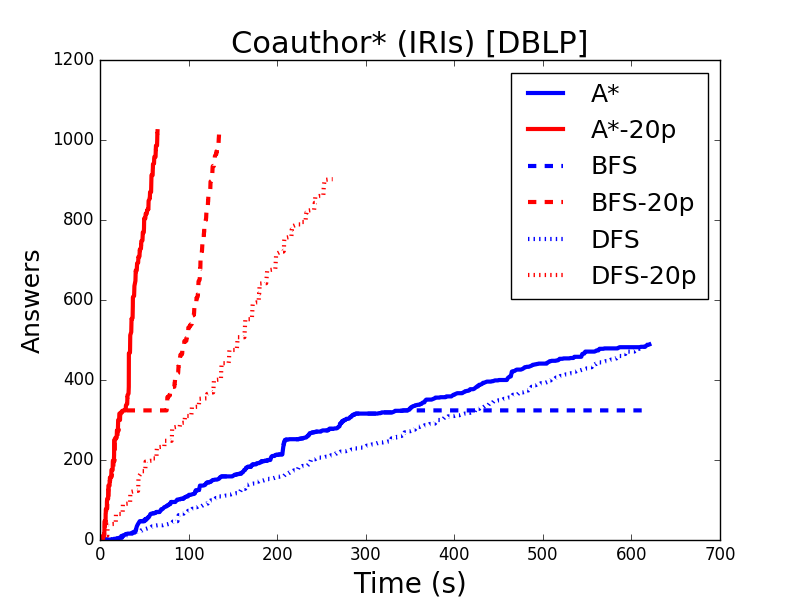 Coauthor* (IRIs) [DBLP]
1200
1000
800
600
400
200
0
Answers
A*
A*-20p
BFS
BFS-20p
DFS
DFS-20p
0 100 200 300 400 500 600 700
Time (s)